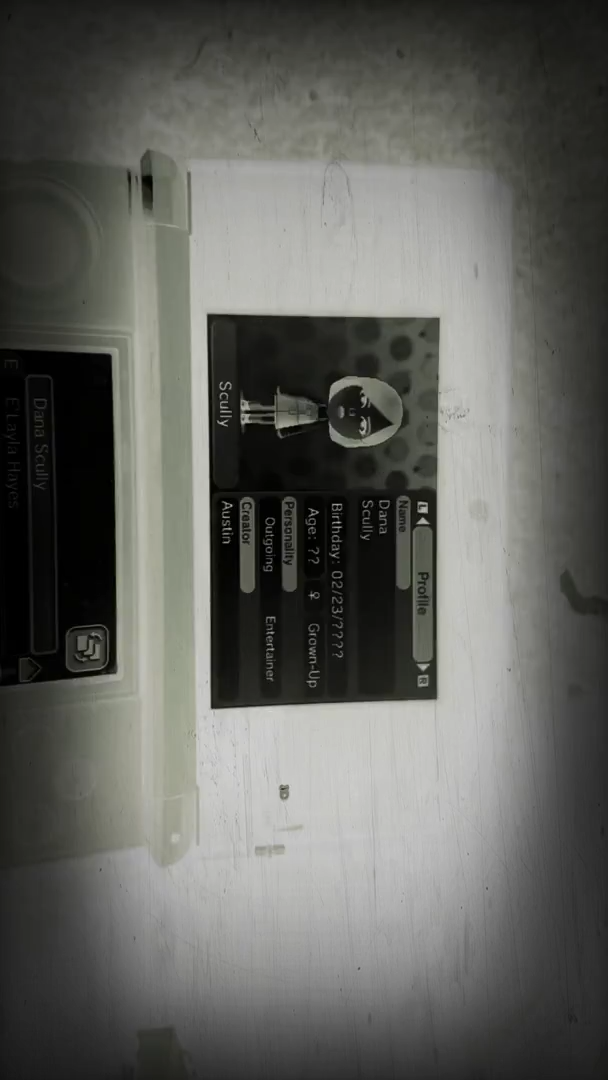 L Profile R
Name
Dana
Scully
Birthday: 02/23/????
Age: ?? ♀ Grown-Up
Personality
Outgoing Entertainer
Creator
Austin
Scully
Dana Scully
E E'Layla Hayes